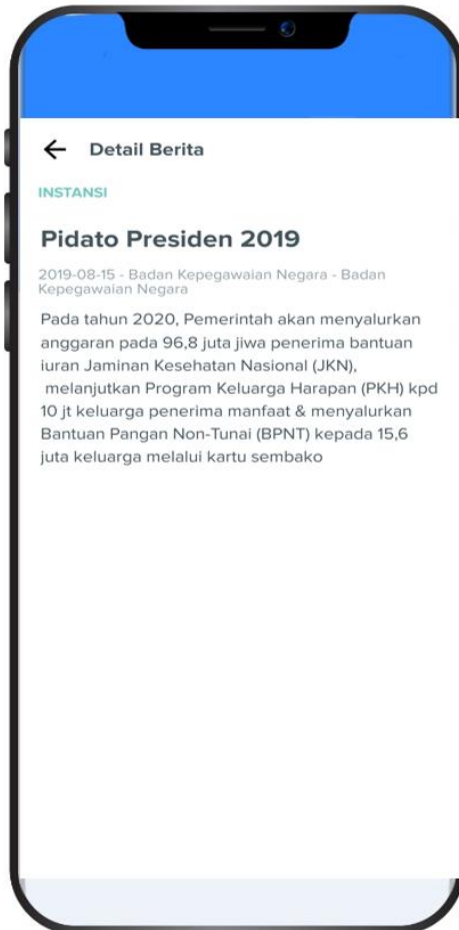 Detail Berita
INSTANSI
Pidato Presiden 2019
2019-08-15 - Badan Kepegawaian Negara - Badan
Kepegawaian Negara
Pada tahun 2020, Pemerintah akan menyalurkan
anggaran pada 96,8 juta jiwa penerima bantuan
iuran Jaminan Kesehatan Nasional (JKN),
melanjutkan Program Keluarga Harapan (PKH) kpd
10 jt keluarga penerima manfaat & menyalurkan
Bantuan Pangan Non-Tunai (BPNT) kepada 15,6
juta keluarga melalui kartu sembako